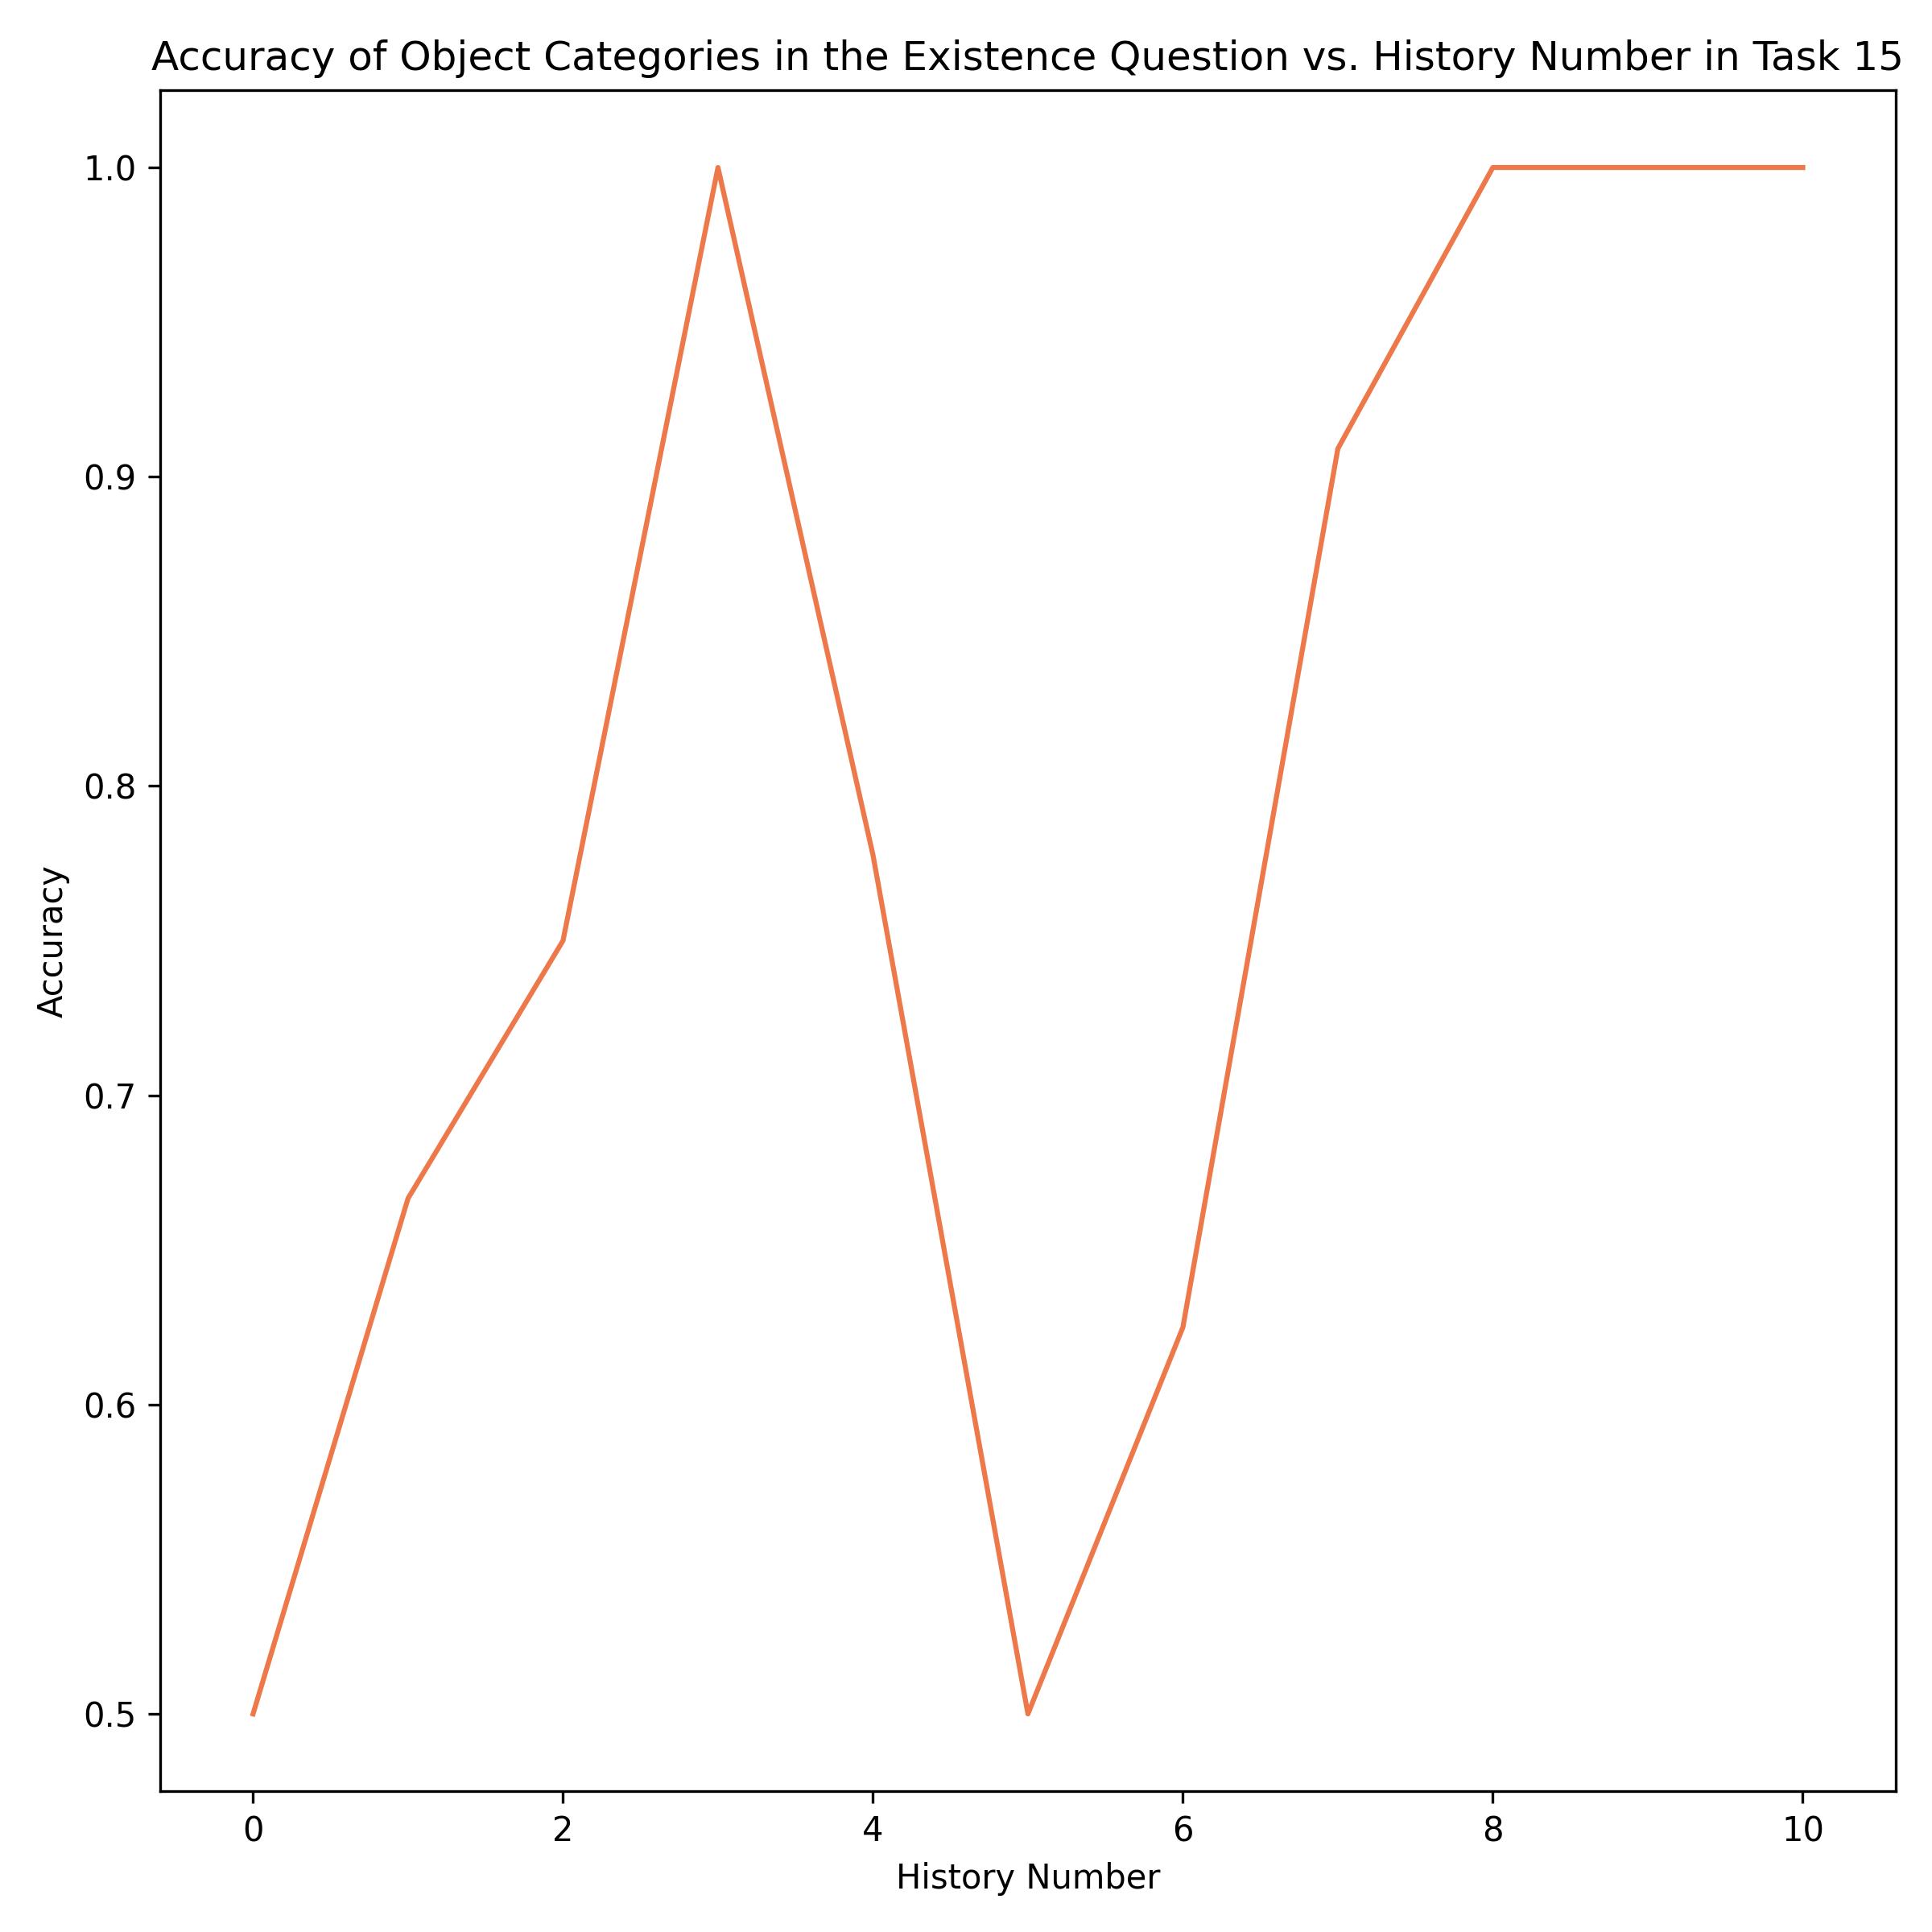 Accuracy of Object Categories in the Existence Question vs. History Number in Task 15
1.0
0.9
0.8
0.7
0.6
0.5
Accuracy
0 2 4 6 8 10
History Number